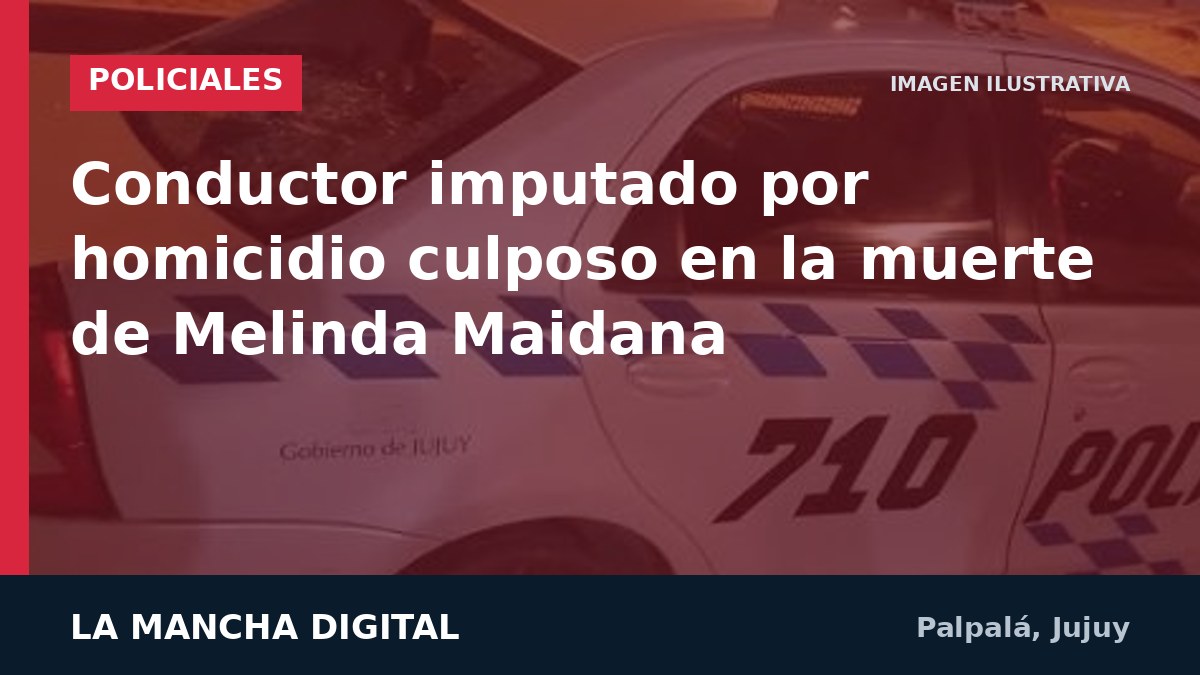 POLICIALES
IMAGEN ILUSTRATIVA
Conductor imputado por
homicidio culposo en la muerte
de Melinda Maidana
Gobierno de JUJUY
710
POLI
LA MANCHA DIGITAL
Palpalá, Jujuy